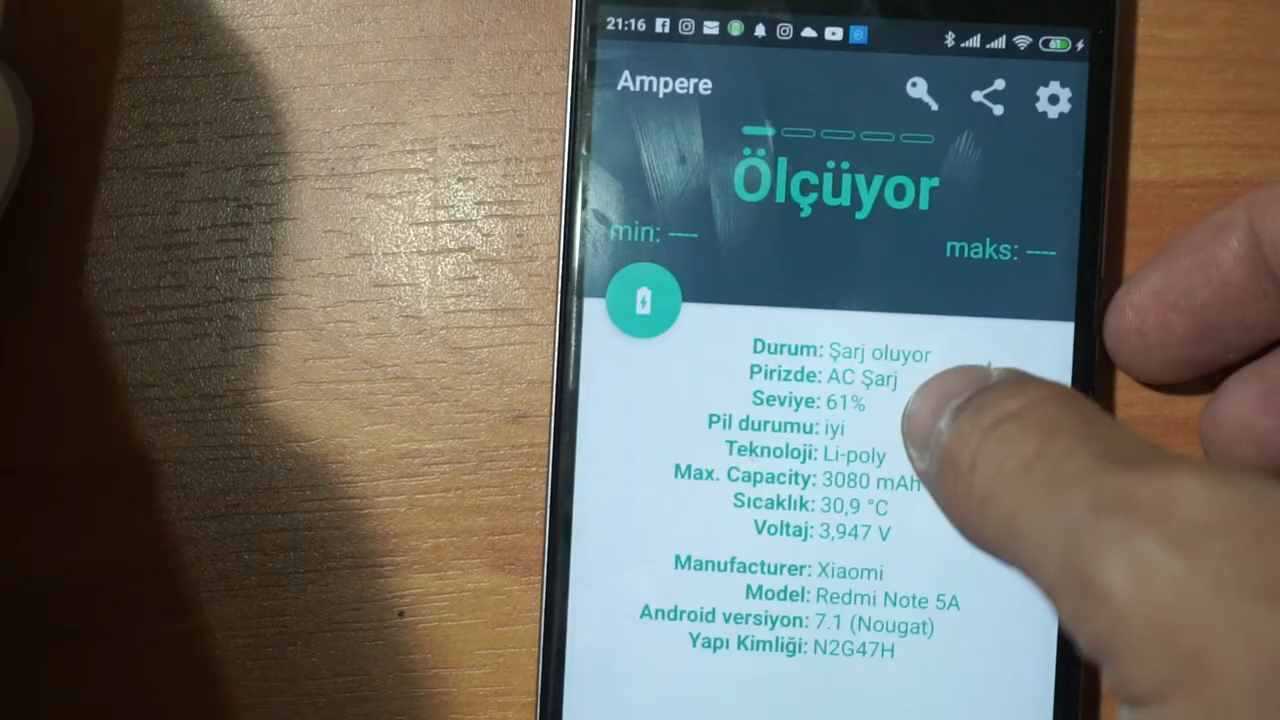 21:16 61
Ampere
Ölçüyor
min: ----
maks: ----
Durum: Şarj oluyor
Pirizde: AC Şarj
Seviye: 61%
Pil durumu: iyi
Teknoloji: Li-poly
Max. Capacity: 3080 mAh
Sıcaklık: 30,9 °C
Voltaj: 3,947 V
Manufacturer: Xiaomi
Model: Redmi Note 5A
Android versiyon: 7.1 (Nougat)
Yapı Kimliği: N2G47H